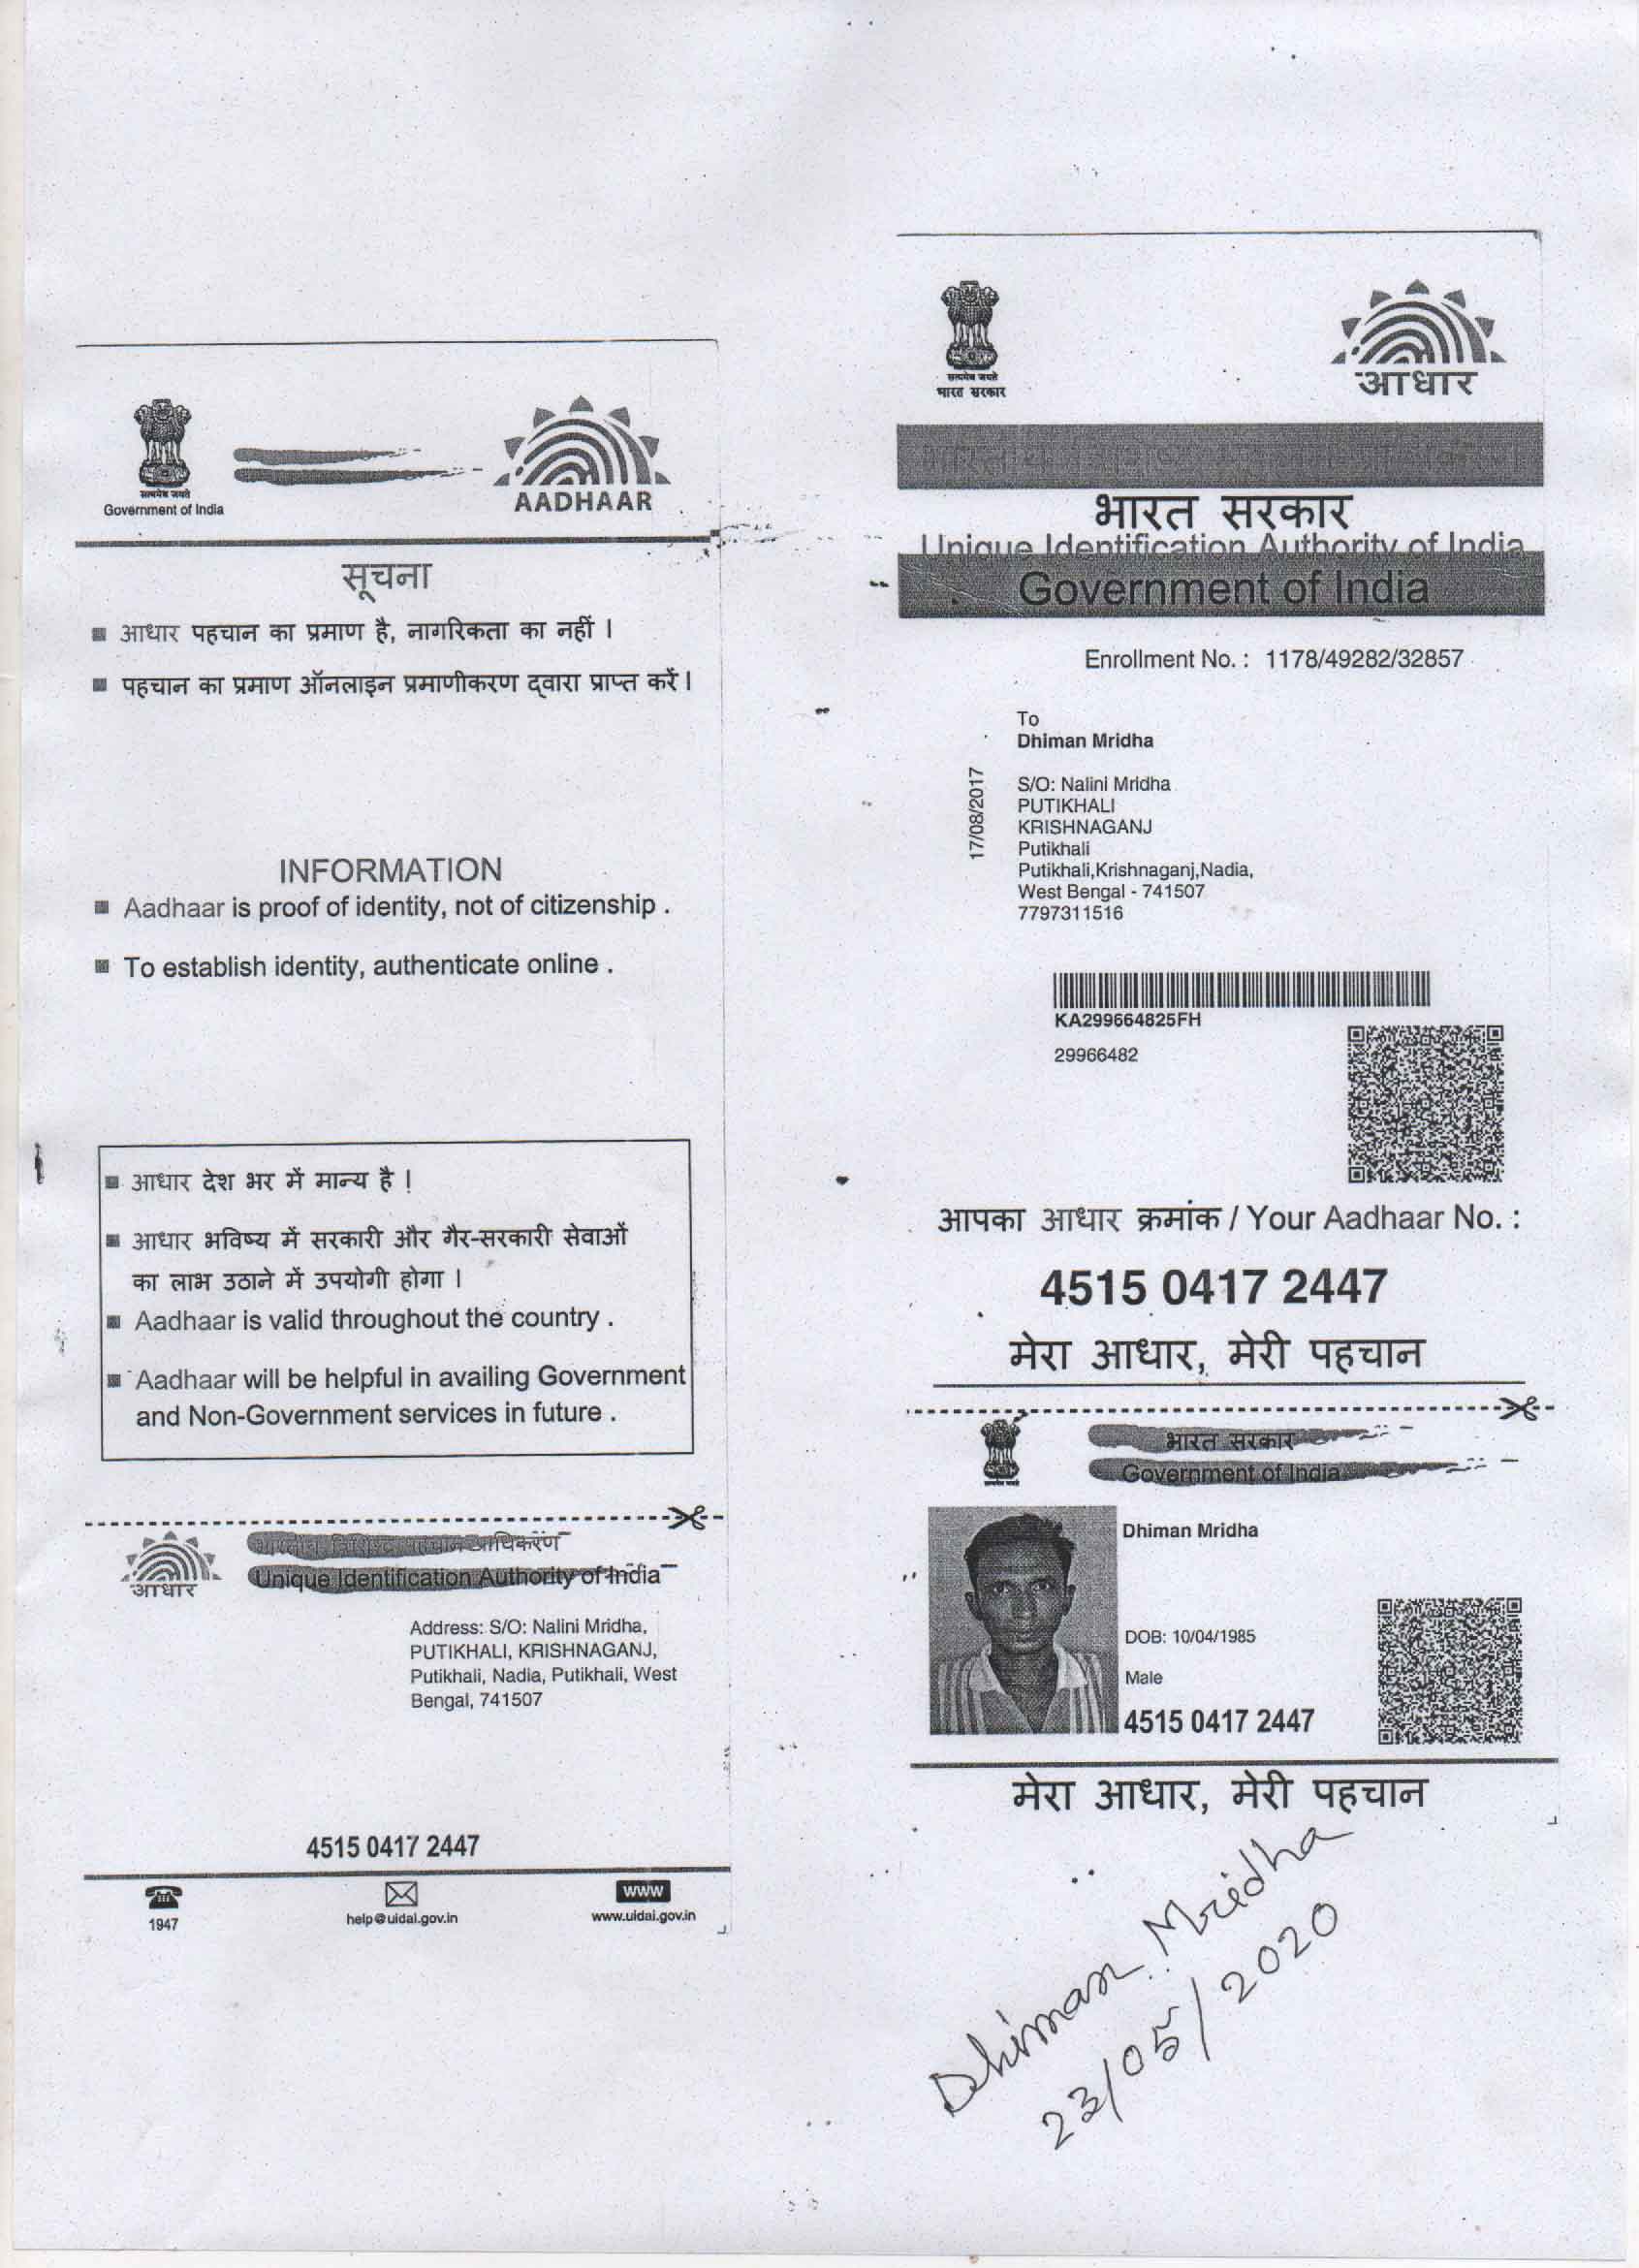 सत्यमेव जयते
Government of India
AADHAAR
सूचना
आधार पहचान का प्रमाण है, नागरिकता का नहीं ।
पहचान का प्रमाण ऑनलाइन प्रमाणीकरण द्वारा प्राप्त करें ।
INFORMATION
Aadhaar is proof of identity, not of citizenship .
To establish identity, authenticate online .
आधार देश भर में मान्य है !
आधार भविष्य में सरकारी और गैर-सरकारी सेवाओं
का लाभ उठाने में उपयोगी होगा ।
Aadhaar is valid throughout the country .
Aadhaar will be helpful in availing Government
and Non-Government services in future .
आधार
प्राधिकरण
Unique Identification Authority of India
Address: S/O: Nalini Mridha,
PUTIKHALI, KRISHNAGANJ,
Putikhali, Nadia, Putikhali, West
Bengal, 741507
4515 0417 2447
1947
help@uidai.gov.in
www
www.uidai.gov.in
सत्यमेव जयते
भारत सरकार
आधार
भारत सरकार
Unique Identification Authority of India
Government of India
Enrollment No. : 1178/49282/32857
17/08/2017
To
Dhiman Mridha
S/O: Nalini Mridha
PUTIKHALI
KRISHNAGANJ
Putikhali
Putikhali,Krishnaganj,Nadia,
West Bengal - 741507
7797311516
KA299664825FH
29966482
आपका आधार क्रमांक / Your Aadhaar No. :
4515 0417 2447
मेरा आधार, मेरी पहचान
भारत सरकार
Government of India
Dhiman Mridha
DOB: 10/04/1985
Male
4515 0417 2447
मेरा आधार, मेरी पहचान
Dhiman Mridha
23/05/2020